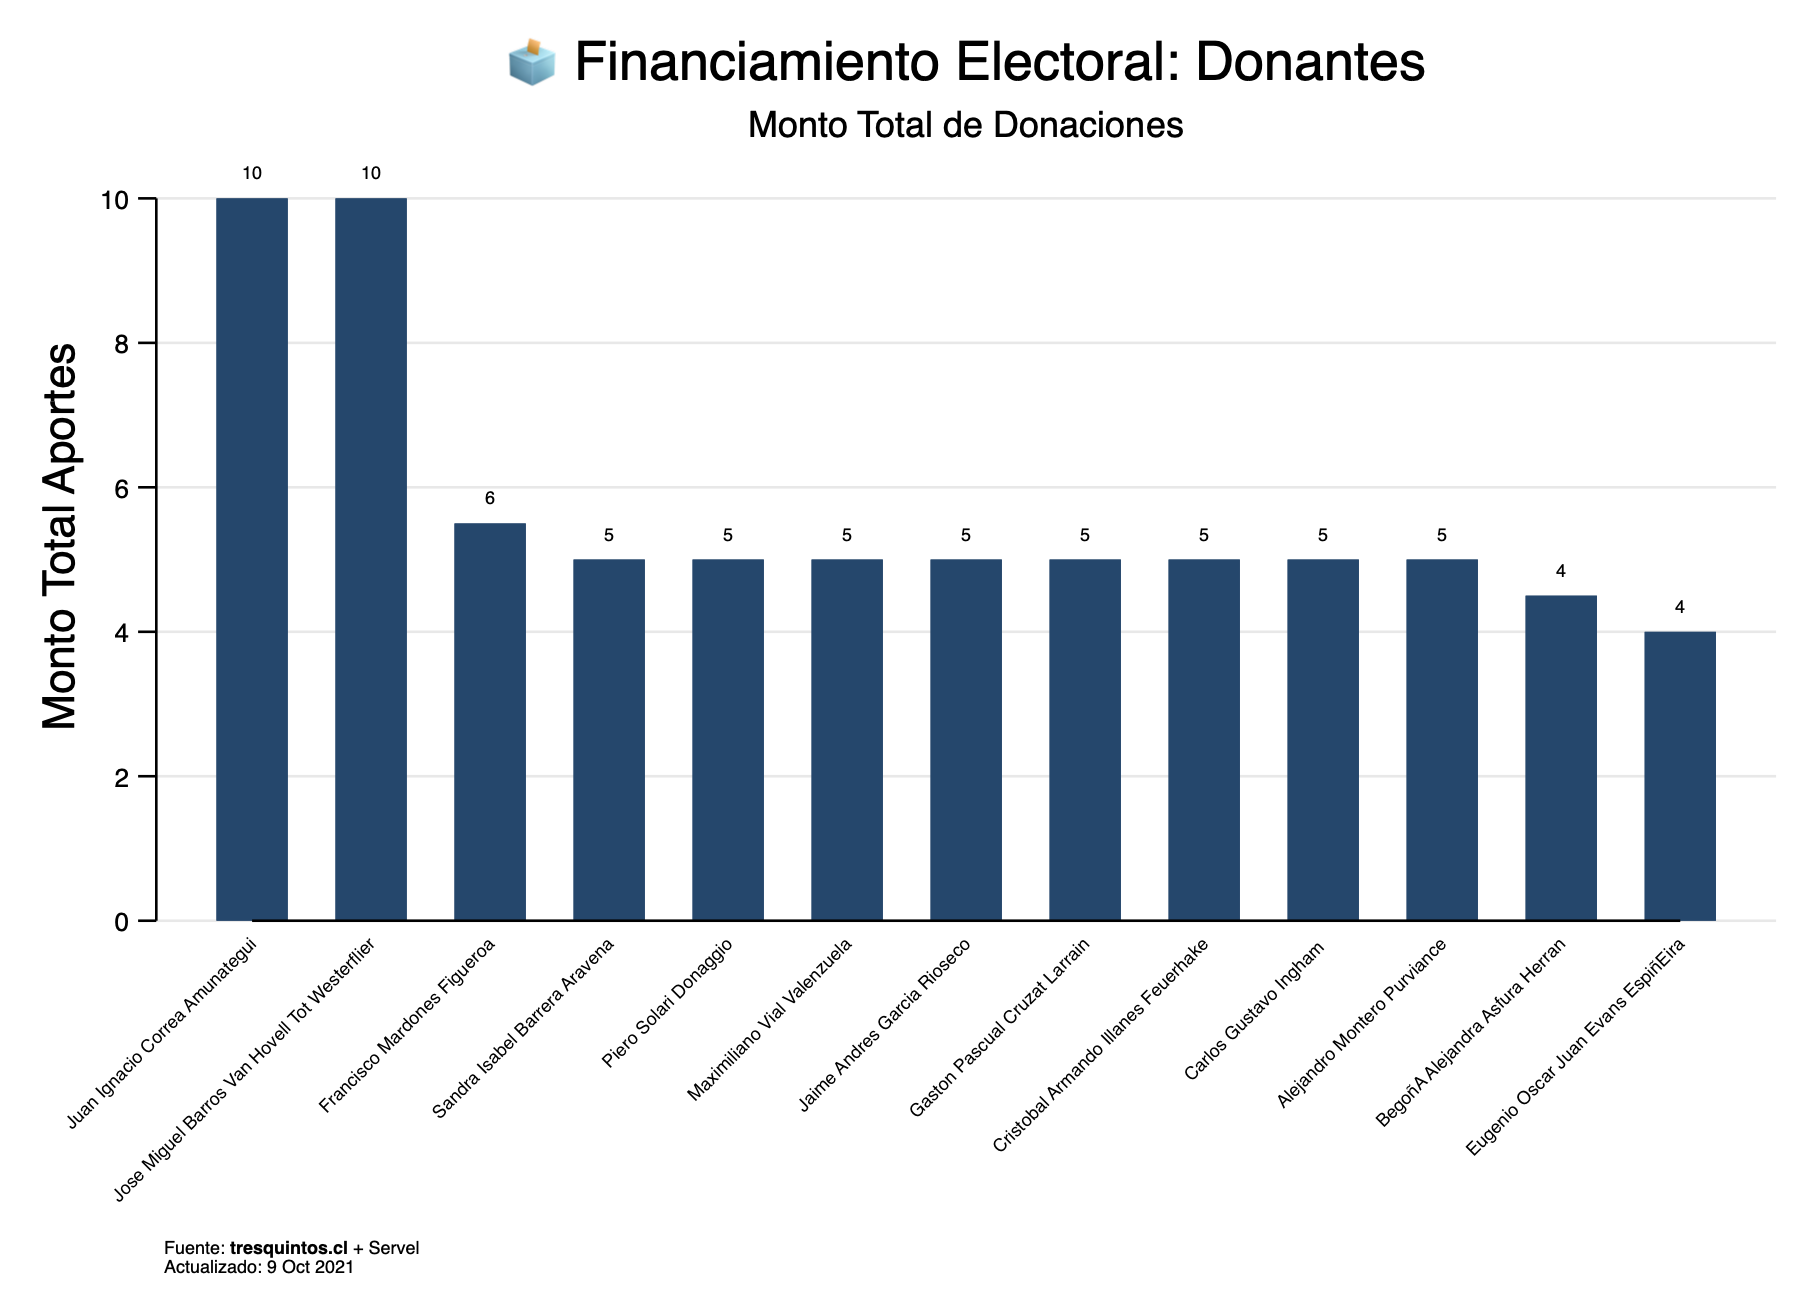 Financiamiento Electoral: Donantes
Monto Total de Donaciones
Monto Total Aportes
10
8
6
4
2
0
10
10
6
5
5
5
5
5
5
5
5
4
4
Juan Ignacio Correa Amunategui
Jose Miguel Barros Van Hovell Tot Westerflier
Francisco Mardones Figueroa
Sandra Isabel Barrera Aravena
Piero Solari Donaggio
Maximiliano Vial Valenzuela
Jaime Andres Garcia Rioseco
Gaston Pascual Cruzat Larrain
Cristobal Armando Illanes Feuerhake
Carlos Gustavo Ingham
Alejandro Montero Purviance
BegoñA Alejandra Asfura Herran
Eugenio Oscar Juan Evans EspiñEira
Fuente: tresquintos.cl + Servel
Actualizado: 9 Oct 2021